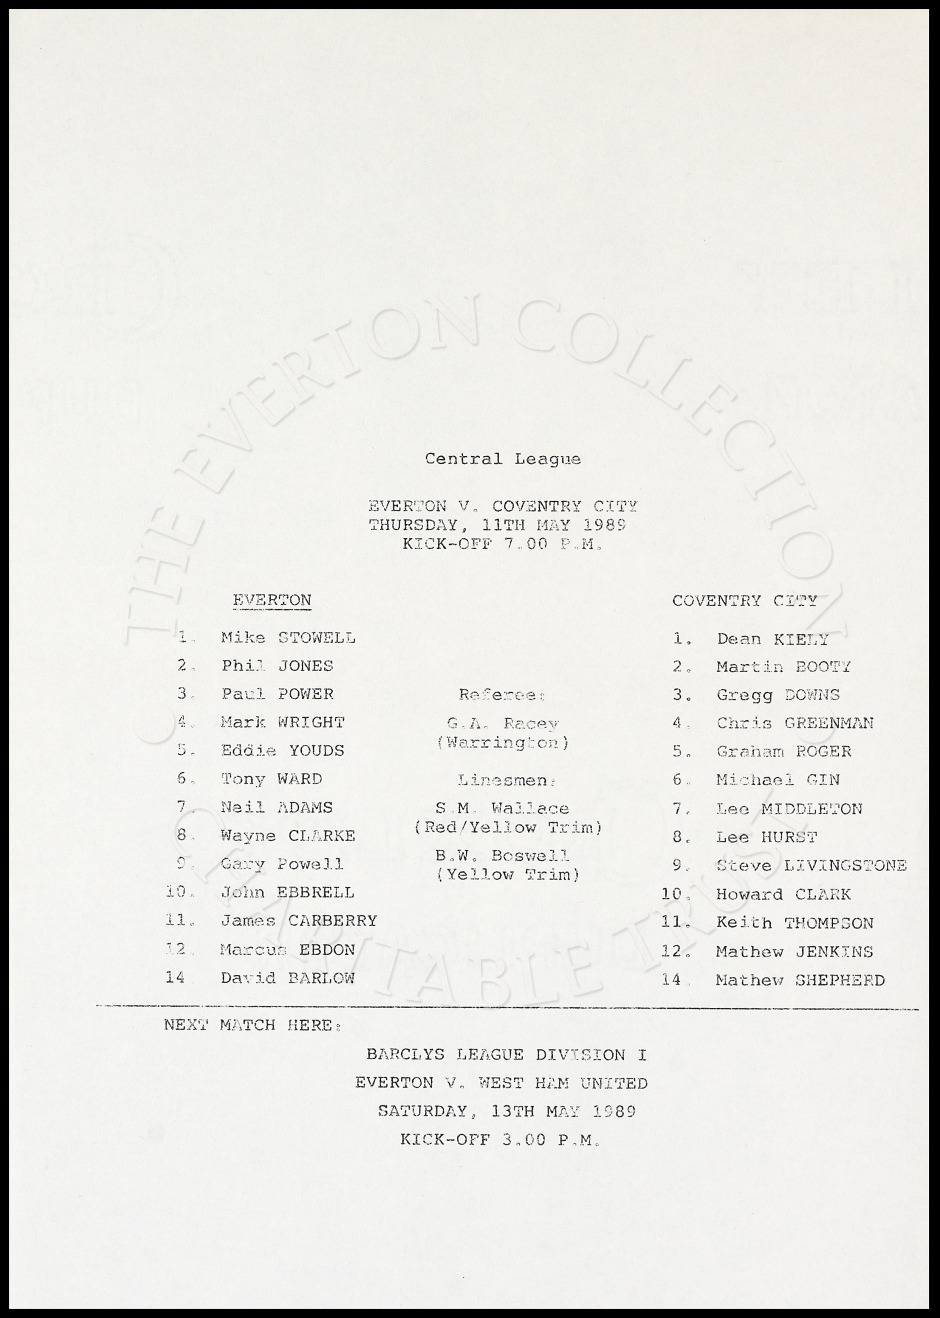 Central League
EVERTON V. COVENTRY CITY
THURSDAY, 11TH MAY 1989
KICK-OFF 7.00 P.M.
EVERTON
1. Mike STOWELL
2. Phil JONES
3. Paul POWER
4. Mark WRIGHT
5. Eddie YOUDS
6. Tony WARD
7. Neil ADAMS
8. Wayne CLARKE
9. Gary Powell
10. John EBBRELL
11. James CARBERRY
12. Marcus EBDON
14 David BARLOW
Referee:
G.A. Racey
(Warrington)
Linesmen:
S.M. Wallace
(Red/Yellow Trim)
B.W. Boswell
(Yellow Trim)
COVENTRY CITY
1. Dean KIELY
2. Martin BOOTY
3. Gregg DOWNS
4. Chris GREENMAN
5. Graham ROGER
6. Michael GIN
7. Lee MIDDLETON
8. Lee HURST
9. Steve LIVINGSTONE
10. Howard CLARK
11. Keith THOMPSON
12. Mathew JENKINS
14. Mathew SHEPHERD
NEXT MATCH HERE:
BARCLYS LEAGUE DIVISION I
EVERTON V. WEST HAM UNITED
SATURDAY, 13TH MAY 1989
KICK-OFF 3.00 P.M.
© THE EVERTON COLLECTION ©
CHARITABLE TRUST